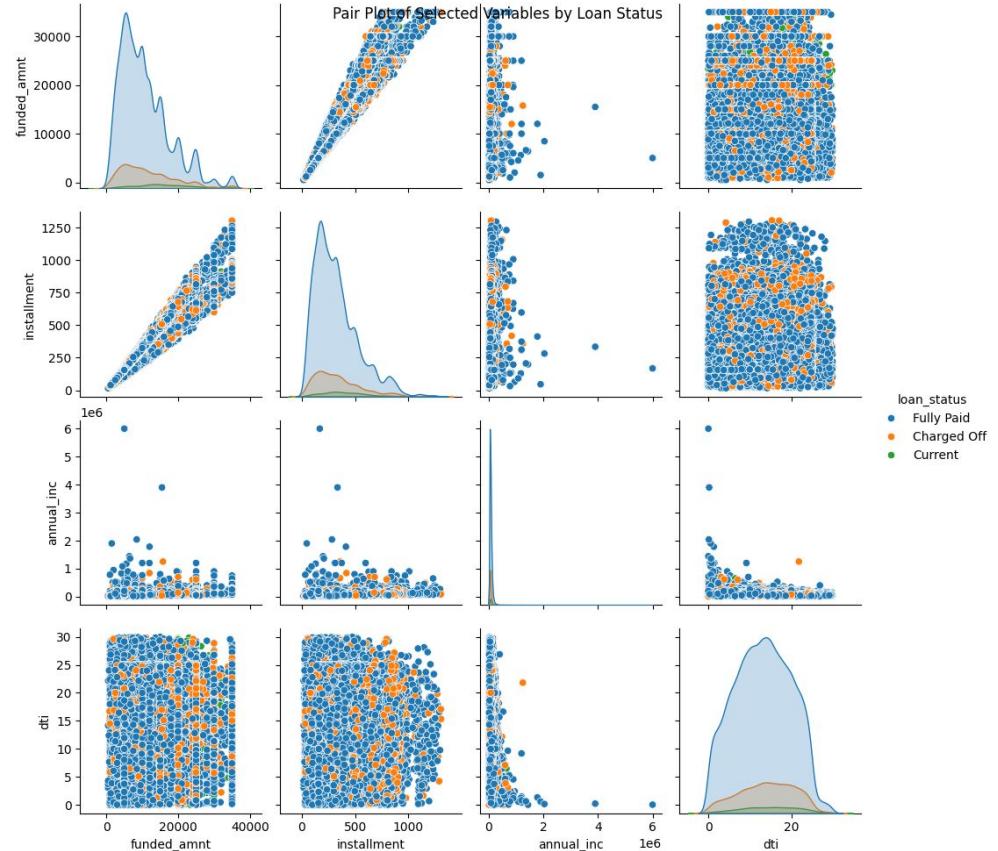 Pair Plot of Selected Variables by Loan Status
funded_amnt
30000
20000
10000
0
installment
1250
1000
750
500
250
0
1e6
annual_inc
6
5
4
3
2
1
0
dti
30
25
20
15
10
5
0
0 20000 40000
funded_amnt
0 500 1000
installment
0 2 4 6
1e6
annual_inc
0 20
dti
loan_status
Fully Paid
Charged Off
Current